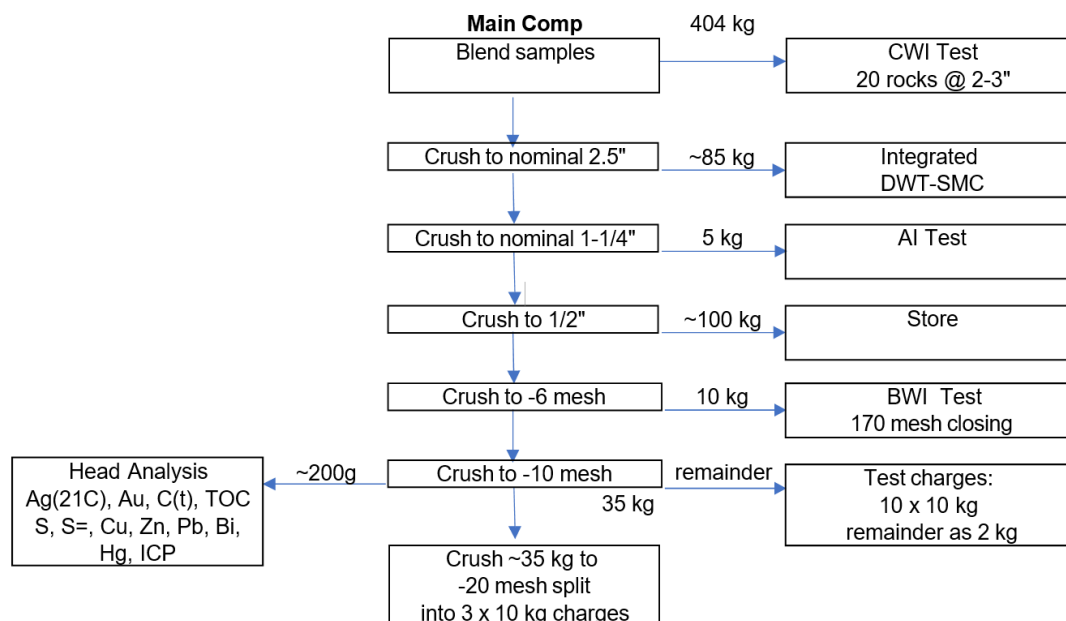 Main Comp
404 kg
Blend samples
CWI Test
20 rocks @ 2-3"
Crush to nominal 2.5"
~85 kg
Integrated
DWT-SMC
Crush to nominal 1-1/4"
5 kg
AI Test
Crush to 1/2"
~100 kg
Store
Crush to -6 mesh
10 kg
BWI Test
170 mesh closing
Head Analysis
Ag(21C), Au, C(t), TOC
S, S=, Cu, Zn, Pb, Bi,
Hg, ICP
~200g
Crush to -10 mesh
remainder
35 kg
Test charges:
10 x 10 kg
remainder as 2 kg
Crush ~35 kg to
-20 mesh split
into 3 x 10 kg charges